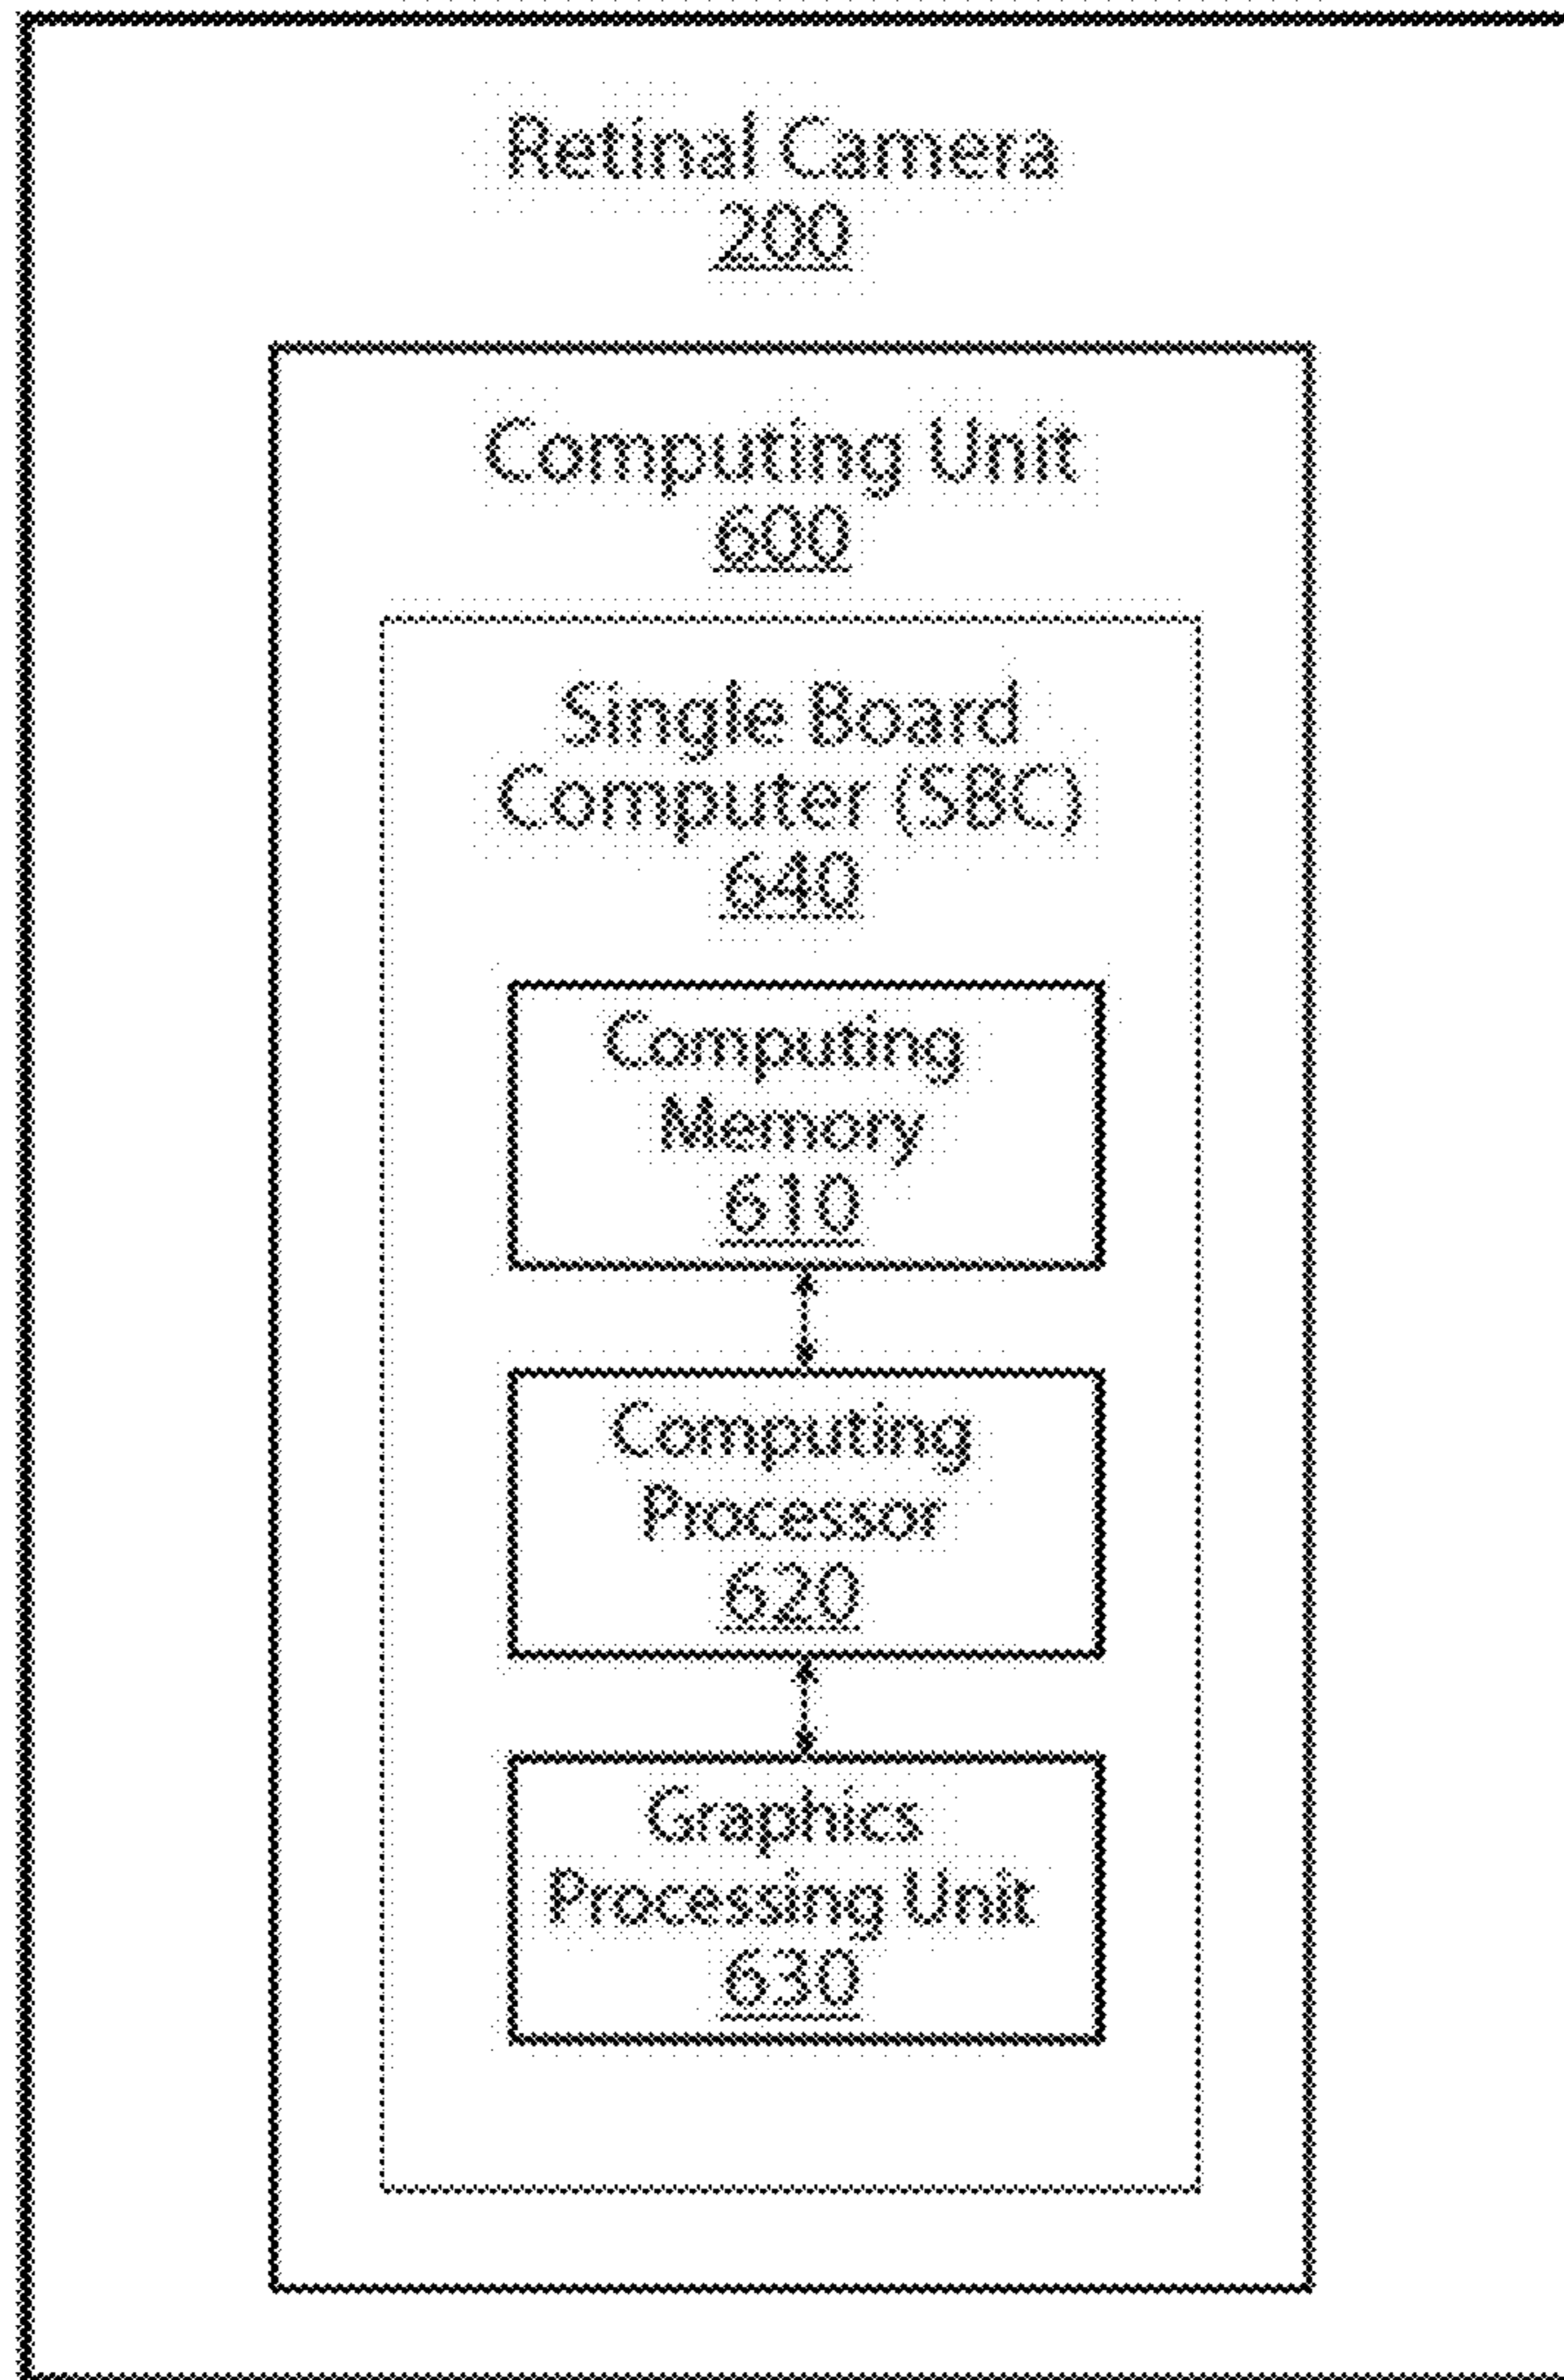 Retinal Camera
200
Computing Unit
600
Single Board
Computer (SBC)
640
Computing
Memory
610
Computing
Processor
620
Graphics
Processing Unit
630